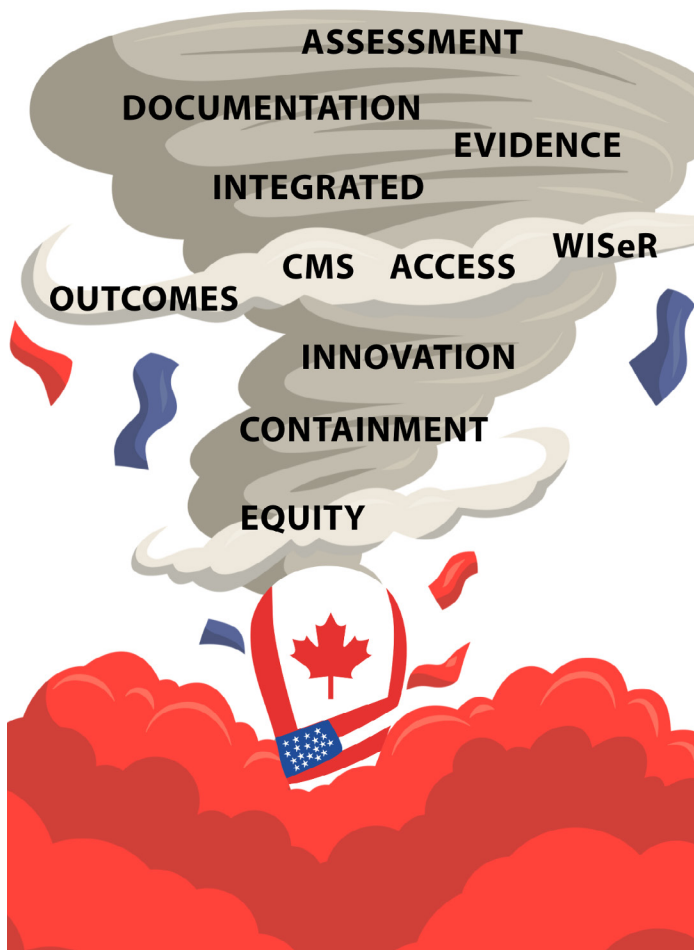 ASSESSMENT
DOCUMENTATION
EVIDENCE
INTEGRATED
WISeR
CMS ACCESS
OUTCOMES
INNOVATION
CONTAINMENT
EQUITY